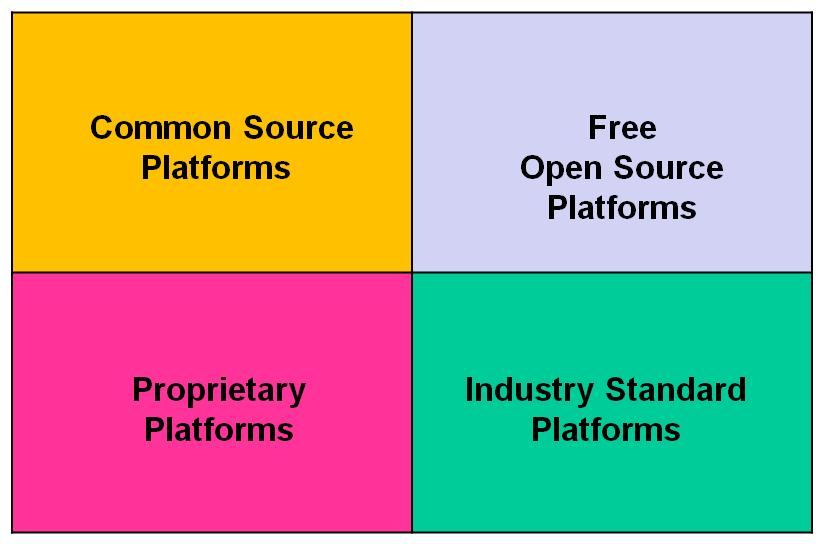 Common Source
Platforms
Free
Open Source
Platforms
Proprietary
Platforms
Industry Standard
Platforms